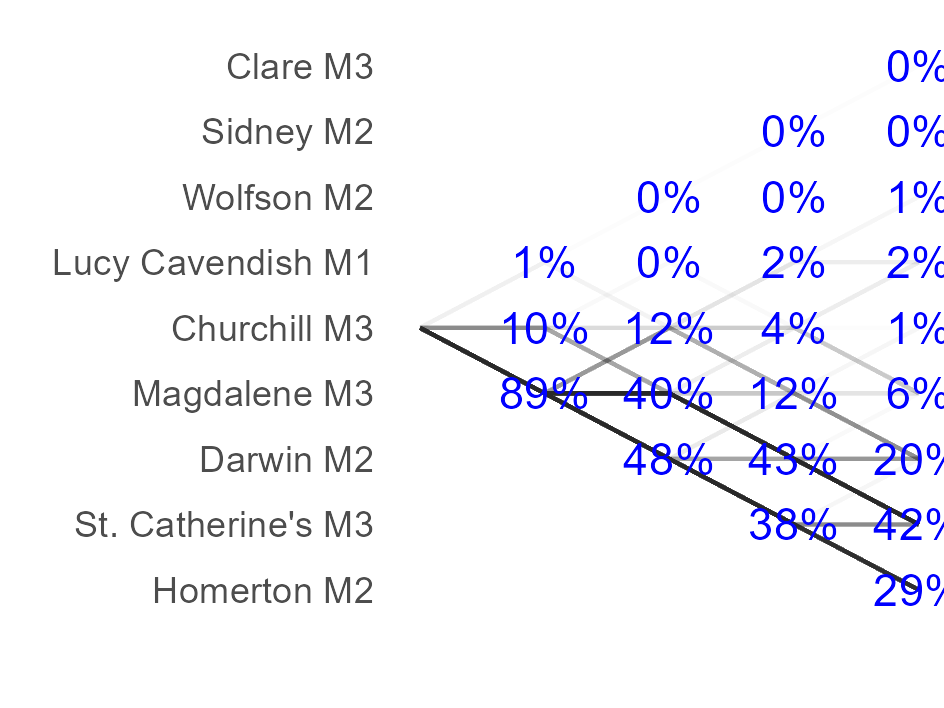 Clare M3 0%
Sidney M2 0% 0%
Wolfson M2 0% 0% 1%
Lucy Cavendish M1 1% 0% 2% 2%
Churchill M3 10% 12% 4% 1%
Magdalene M3 89% 40% 12% 6%
Darwin M2 48% 43% 20%
St. Catherine's M3 38% 42%
Homerton M2 29%